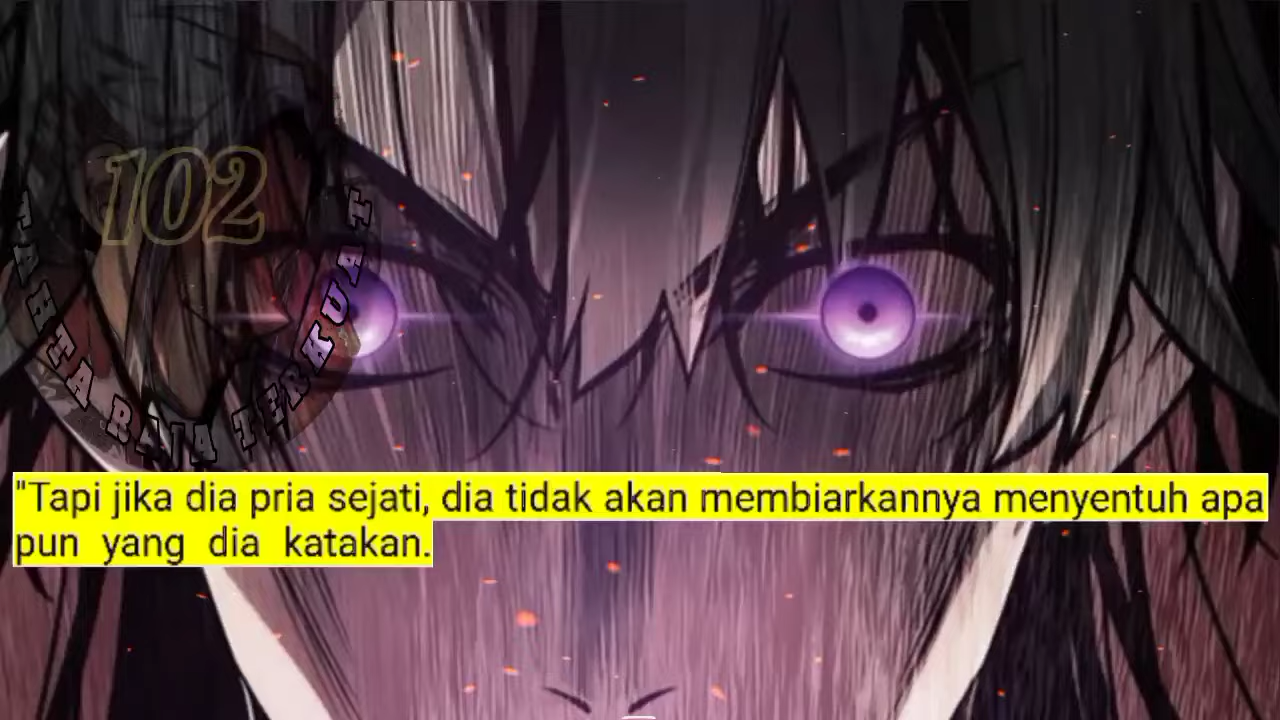 102
TAHTA RAJA TERKUAT
"Tapi jika dia pria sejati, dia tidak akan membiarkannya menyentuh apa
pun yang dia katakan.